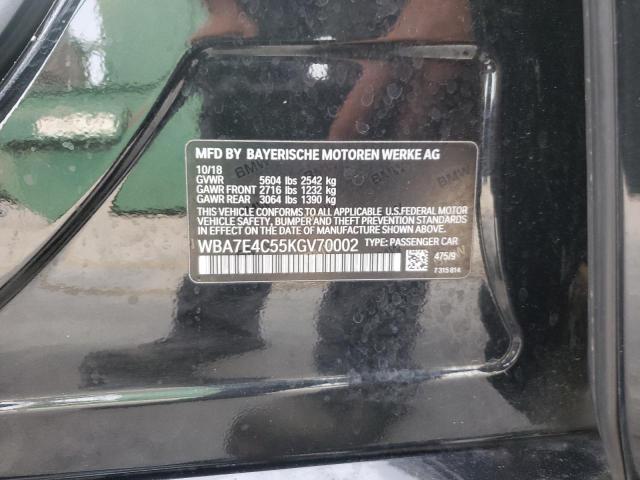 MFD BY BAYERISCHE MOTOREN WERKE AG
10/18
GVWR 5604 lbs 2542 kg
GAWR FRONT 2716 lbs 1232 kg
GAWR REAR 3064 lbs 1390 kg
THIS VEHICLE CONFORMS TO ALL APPLICABLE U.S.FEDERAL MOTOR
VEHICLE SAFETY, BUMPER, AND THEFT PREVENTION STANDARDS
IN EFFECT ON THE DATE OF MANUFACTURE SHOWN ABOVE.
WBA7E4C55KGV70002 TYPE: PASSENGER CAR
475/9
7 315 814